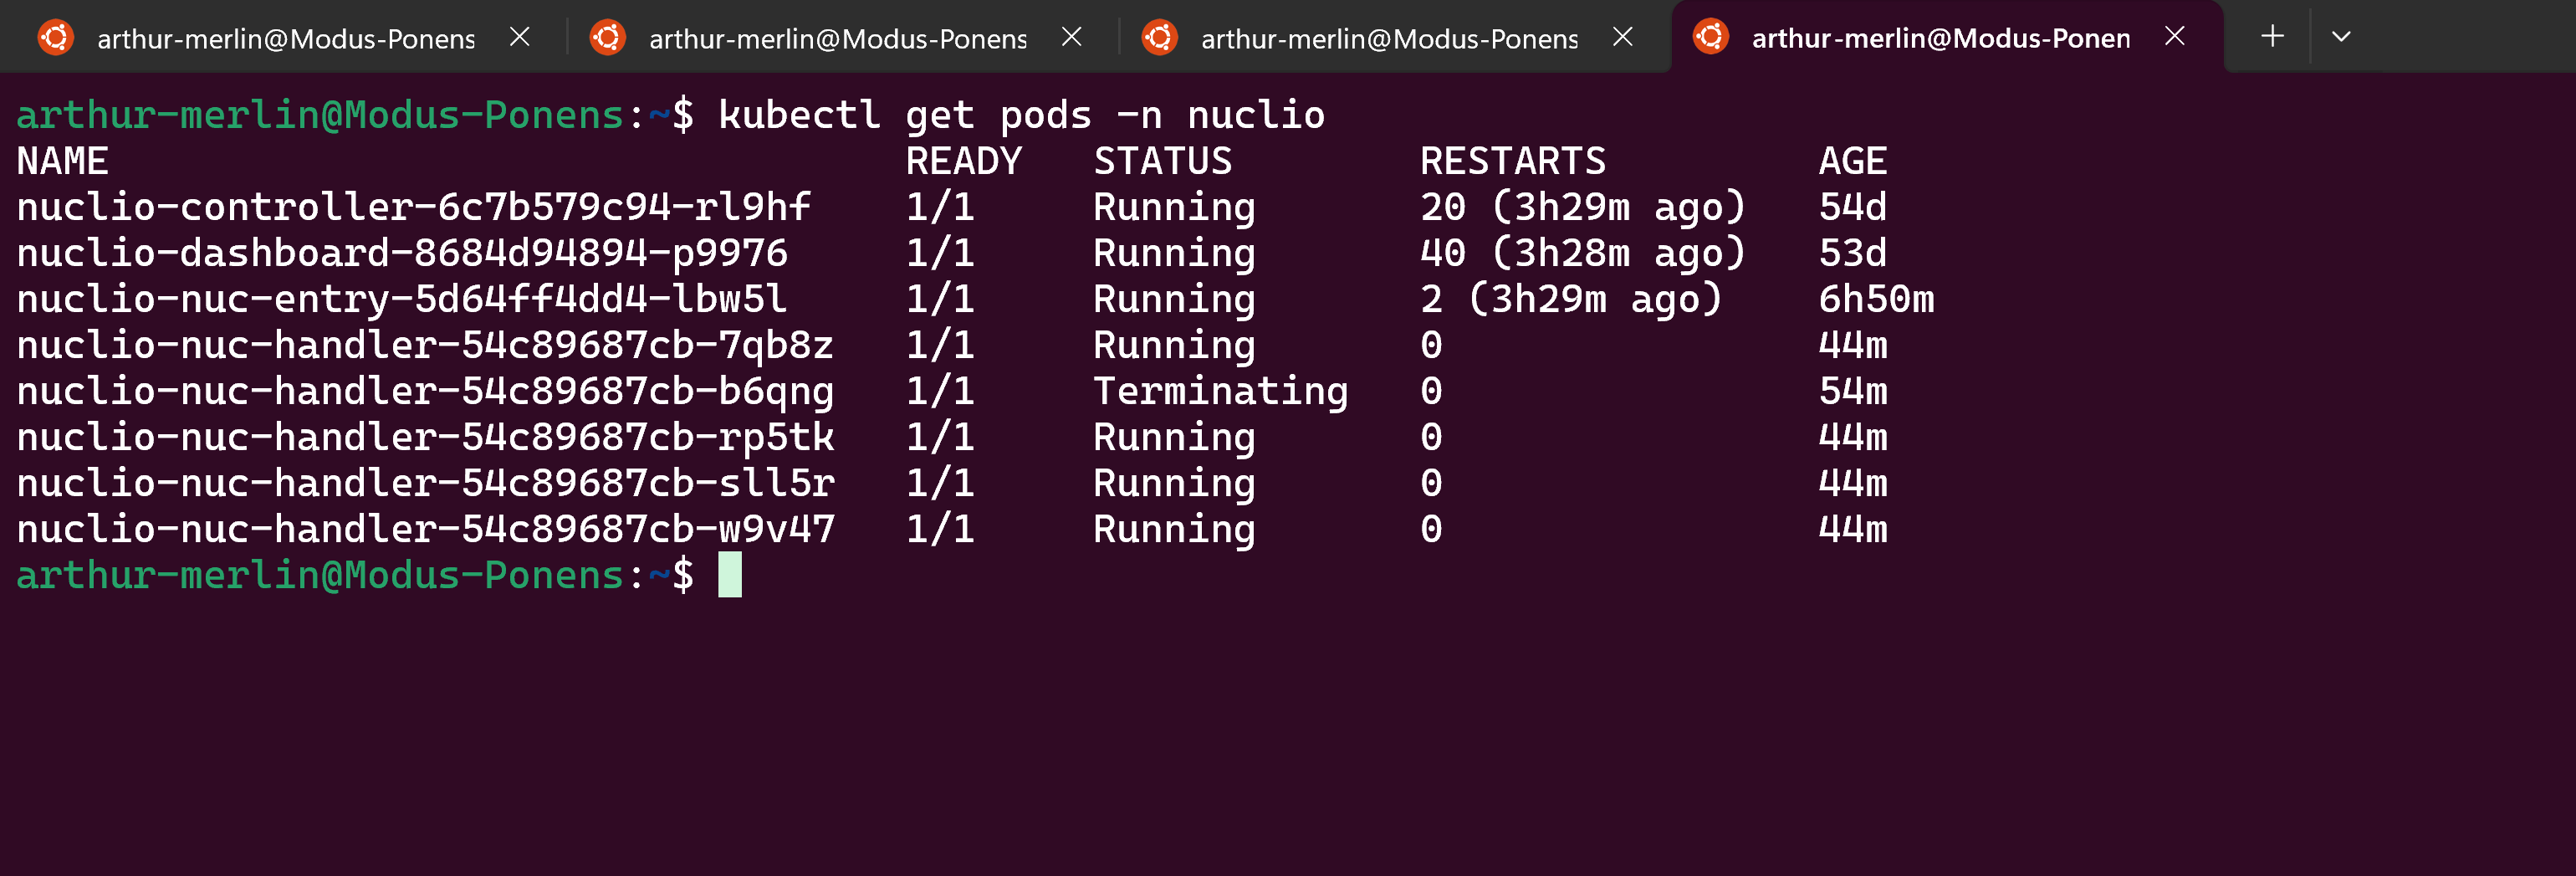 arthur-merlin@Modus-Ponens arthur-merlin@Modus-Ponens arthur-merlin@Modus-Ponens arthur-merlin@Modus-Ponen
arthur-merlin@Modus-Ponens:~$ kubectl get pods -n nuclio
NAME READY STATUS RESTARTS AGE
nuclio-controller-6c7b579c94-rl9hf 1/1 Running 20 (3h29m ago) 54d
nuclio-dashboard-8684d94894-p9976 1/1 Running 40 (3h28m ago) 53d
nuclio-nuc-entry-5d64ff4dd4-lbw5l 1/1 Running 2 (3h29m ago) 6h50m
nuclio-nuc-handler-54c89687cb-7qb8z 1/1 Running 0 44m
nuclio-nuc-handler-54c89687cb-b6qng 1/1 Terminating 0 54m
nuclio-nuc-handler-54c89687cb-rp5tk 1/1 Running 0 44m
nuclio-nuc-handler-54c89687cb-sll5r 1/1 Running 0 44m
nuclio-nuc-handler-54c89687cb-w9v47 1/1 Running 0 44m
arthur-merlin@Modus-Ponens:~$